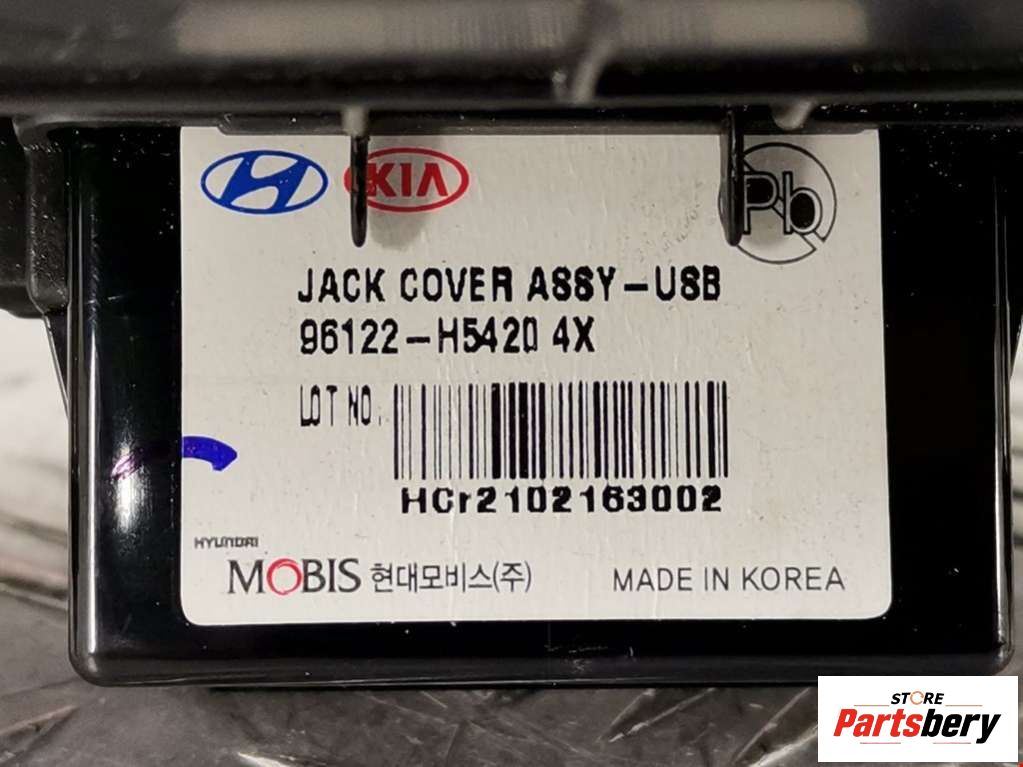 KIA
Pb
JACK COVER ASSY-USB
96122-H5420 4X
LOT NO.
HCr2102163002
HYUNDAI
MOBIS 현대모비스(주) MADE IN KOREA
STORE
Partsbery